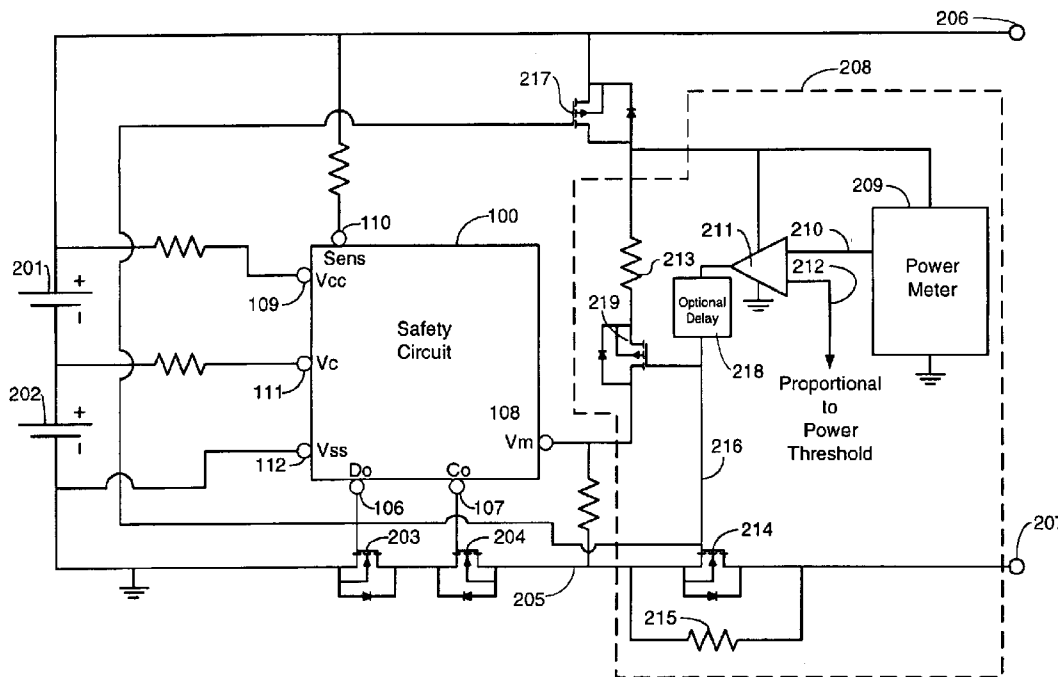 206
217
208
209
110
100
211
210
212
Sens
201
+
Vcc
213
Power
Meter
109
219
Optional
Delay
Safety
Circuit
Vc
218
202
111
+
Proportional
to
Power
Threshold
108
Vm
Vss
216
112
Do
Co
106
107
203
204
214
207
205
215